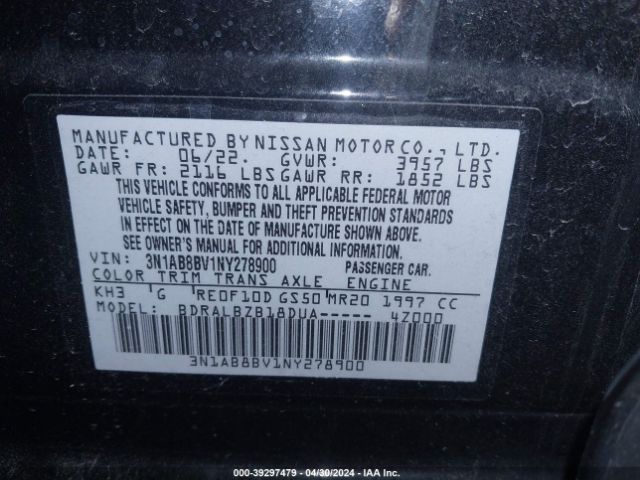 MANUFACTURED BY NISSAN MOTOR CO., LTD.
DATE: 06/22. GVWR: 3957 LBS
GAWR FR: 2116 LBS GAWR RR: 1852 LBS
THIS VEHICLE CONFORMS TO ALL APPLICABLE FEDERAL MOTOR
VEHICLE SAFETY, BUMPER AND THEFT PREVENTION STANDARDS
IN EFFECT ON THE DATE OF MANUFACTURE SHOWN ABOVE.
SEE OWNER'S MANUAL FOR ADDITIONAL INFORMATION.
VIN: 3N1AB8BV1NY278900 PASSENGER CAR.
COLOR TRIM TRANS AXLE ENGINE
KH3 G RE0F10D GS50 MR20 1997 CC
MODEL: BDRALBZB18DUA----- 4Z000
3N1AB8BV1NY278900
© COPART - 39297479 - 04/30/2024 - IAA Inc.